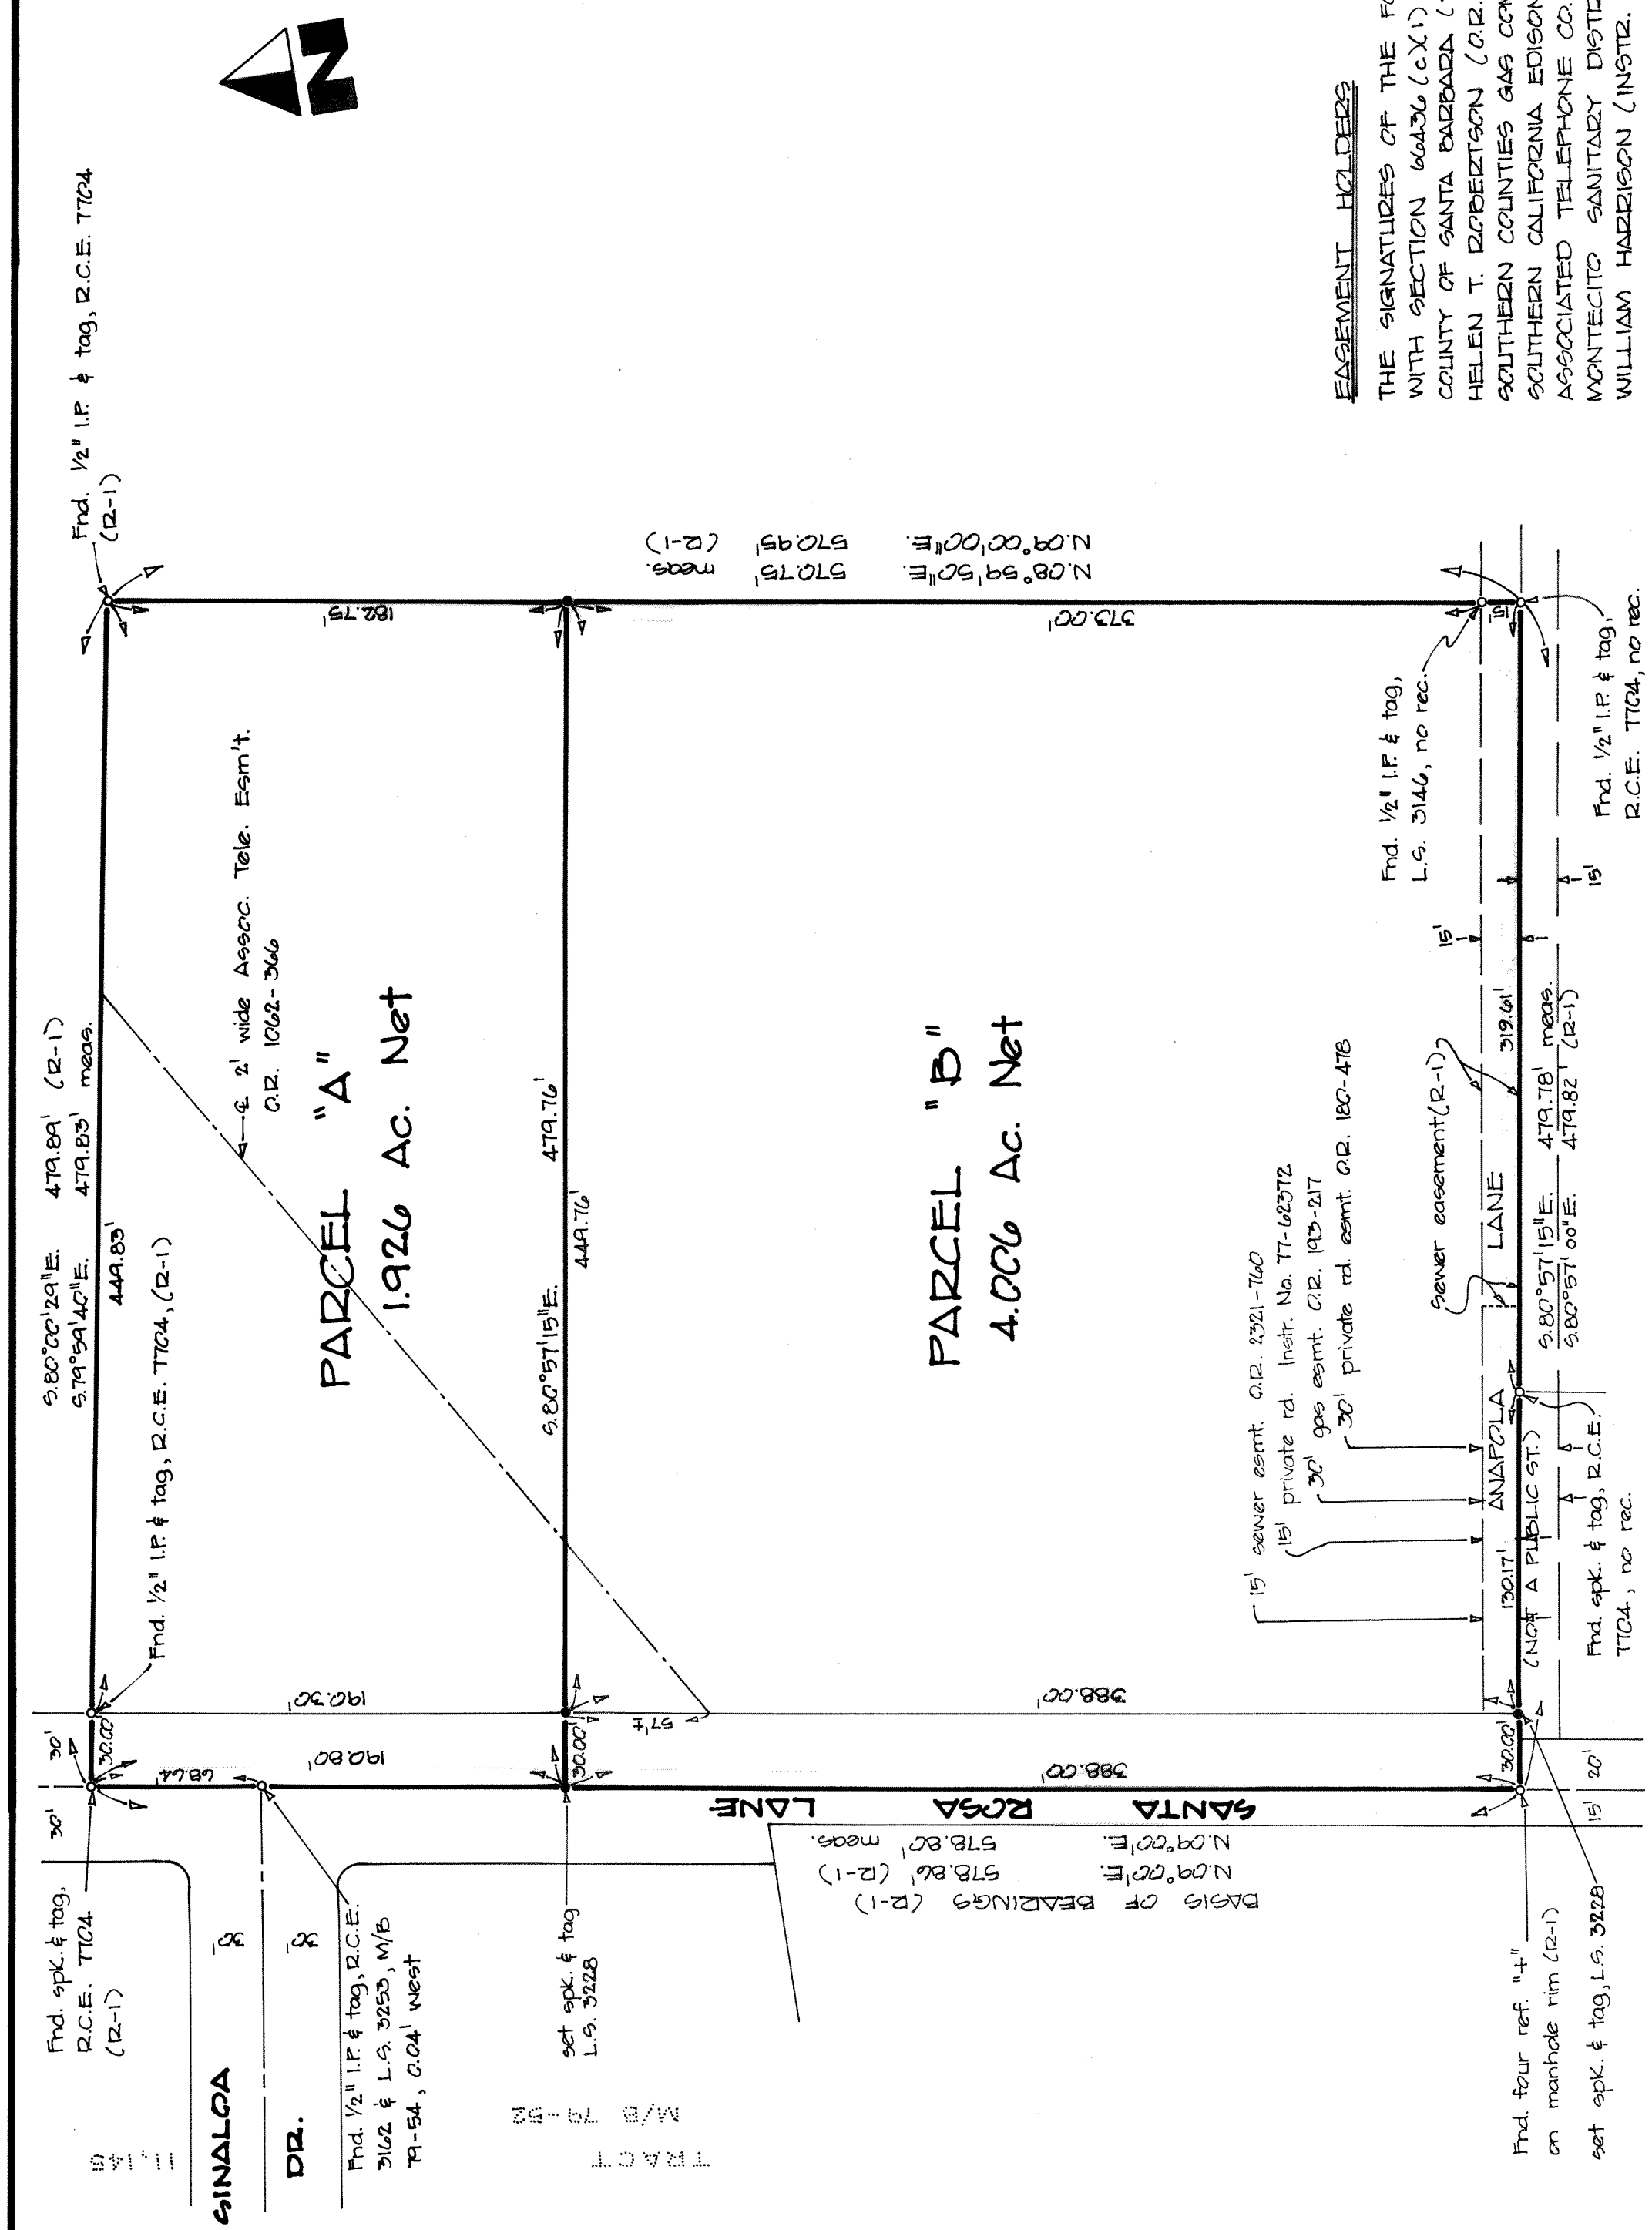 N
Fnd. 1/2" I.P. & tag, R.C.E. 7704
(R-1)
Fnd. spk. & tag,
R.C.E. 7704
(R-1)
30'
30'
30.00'
S.80°00'29"E. 479.89' (R-1)
S.79°59'40"E. 479.83' meas.
449.83'
Fnd. 1/2" I.P. & tag, R.C.E. 7704, (R-1)
℄ 2' wide Assoc. Tele. Esm't.
O.R. 1062-366
PARCEL "A"
1.926 Ac. Net
68.64'
190.80'
190.30'
182.75'
11,145
SINALOA
DR.
30'
30'
Fnd. 1/2" I.P. & tag, R.C.E.
3162 & L.S. 3253, M/B
79-54, 0.04' West
TRACT
M/B 79-52
set spk. & tag
L.S. 3228
30.00'
S.80°57'15"E. 479.76'
449.76'
57'±
N.08°59'50"E. 570.75' meas.
N.09°00'00"E. 570.95' (R-1)
373.00'
PARCEL "B"
4.006 Ac. Net
388.00'
388.00'
SANTA ROSA LANE
N.09°00'E. 578.80' meas.
N.09°00'E. 578.86' (R-1)
BASIS OF BEARINGS (R-1)
15' sewer esmt. O.R. 2321-760
15' private rd. Instr. No. 77-62372
30' gas esmt. O.R. 193-217
30' private rd. esmt. O.R. 180-478
Sewer easement (R-1)
Fnd. 1/2" I.P. & tag,
L.S. 3146, no rec.
15'
15'
15'
ANAPOLA LANE
(NOT A PUBLIC ST.)
30.00'
130.17'
319.61'
S.80°57'15"E. 479.78' meas.
S.80°57'00"E. 479.82' (R-1)
15'
20'
Fnd. four ref. "+"
on manhole rim (R-1)
set spk. & tag, L.S. 3228
Fnd. spk. & tag, R.C.E.
7704, no rec.
Fnd. 1/2" I.P. & tag,
R.C.E. 7704, no rec.
EASEMENT HOLDERS
THE SIGNATURES OF THE
WITH SECTION 66436 (c)(1)
COUNTY OF SANTA BARBARA
HELEN T. ROBERTSON (O.R.
SOUTHERN COUNTIES GAS
SOUTHERN CALIFORNIA EDISON
ASSOCIATED TELEPHONE CO.
MONTECITO SANITARY
WILLIAM HARRISON (INSTR.